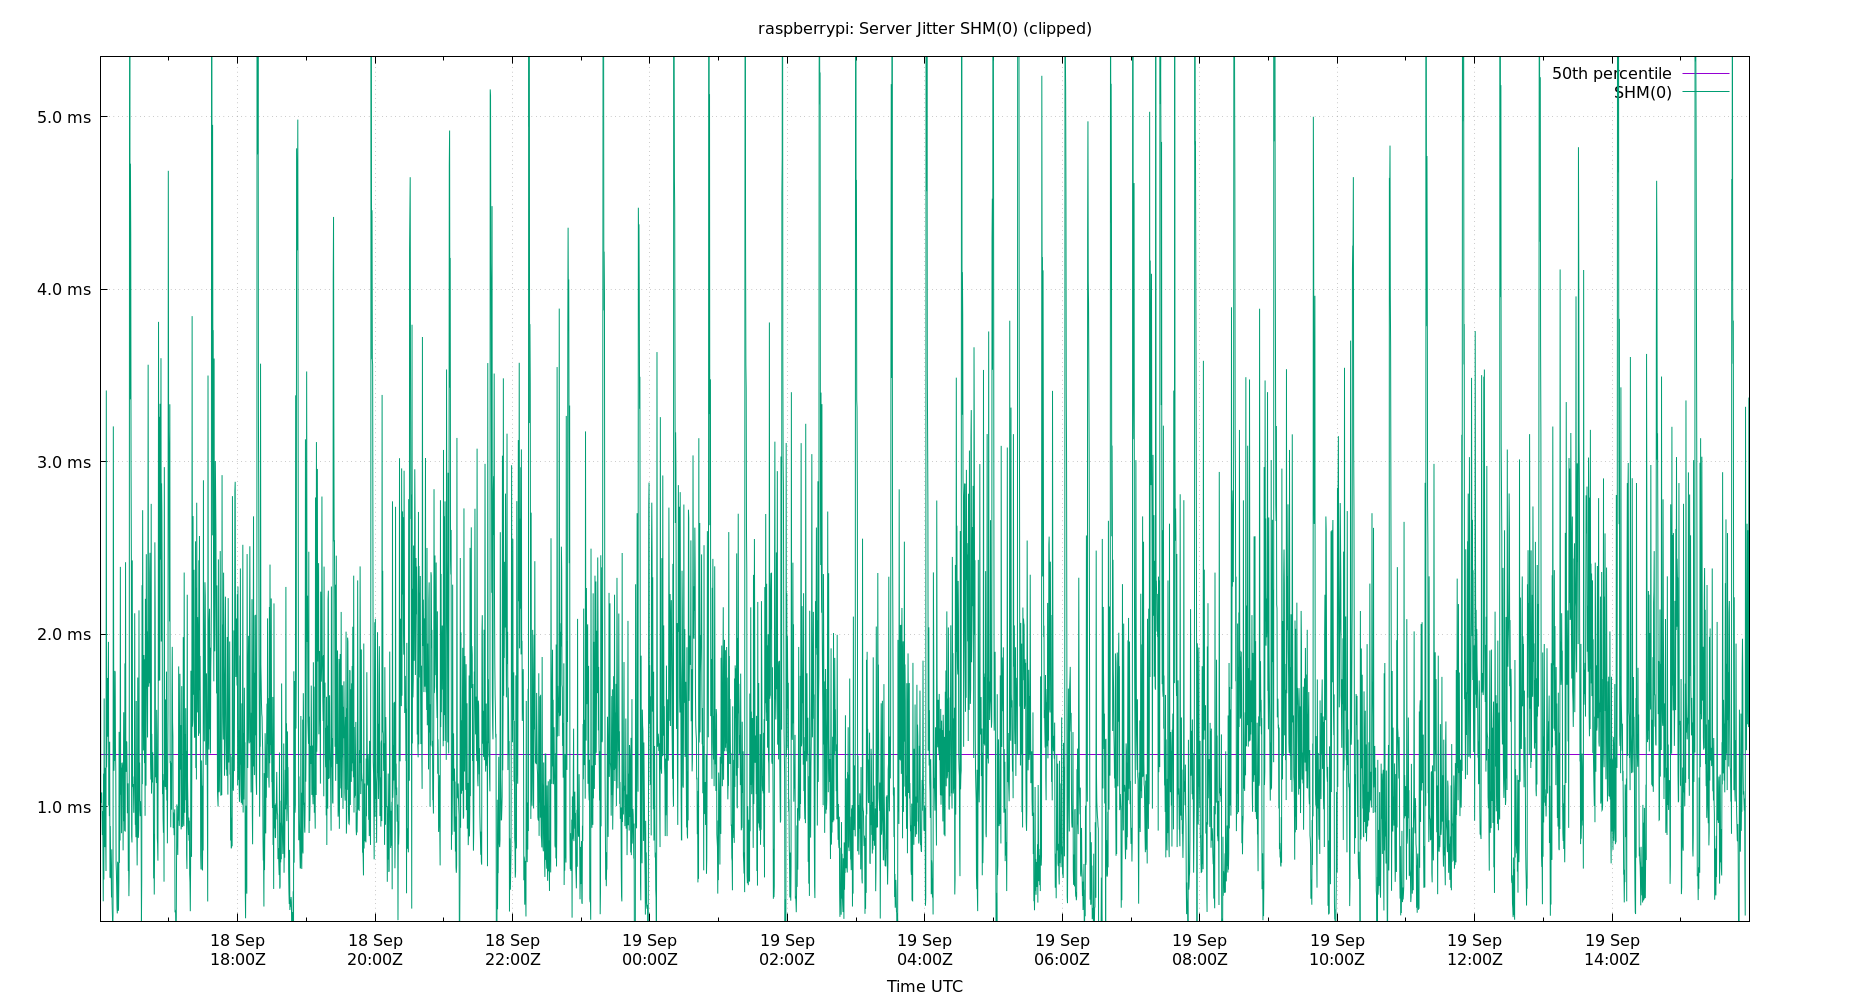 raspberrypi: Server Jitter SHM(0) (clipped)
50th percentile
SHM(0)
5.0 ms
4.0 ms
3.0 ms
2.0 ms
1.0 ms
18 Sep 18 Sep 18 Sep 19 Sep 19 Sep 19 Sep 19 Sep 19 Sep 19 Sep 19 Sep 19 Sep
18:00Z 20:00Z 22:00Z 00:00Z 02:00Z 04:00Z 06:00Z 08:00Z 10:00Z 12:00Z 14:00Z
Time UTC